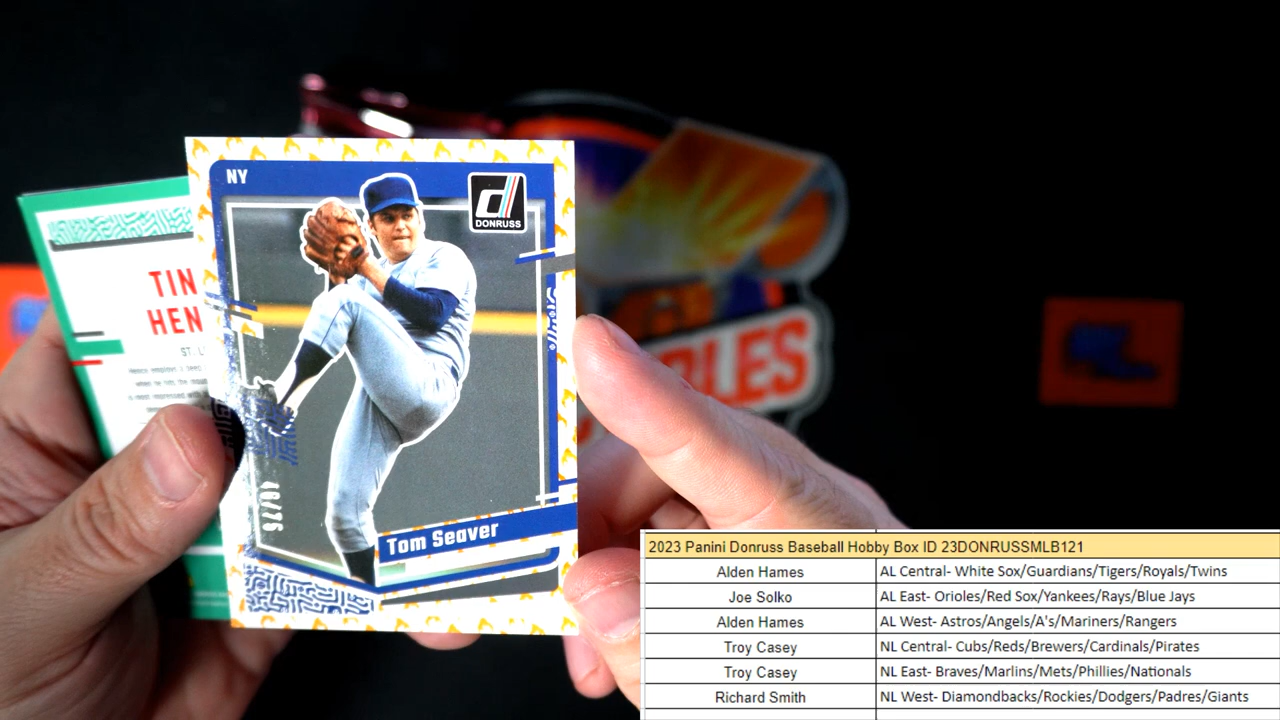 NY
DONRUSS
TIN
HEN
ST. L
Tom Seaver
BLES
2023 Panini Donruss Baseball Hobby Box ID 23DONRUSSMLB121
Alden Hames AL Central- White Sox/Guardians/Tigers/Royals/Twins
Joe Solko AL East- Orioles/Red Sox/Yankees/Rays/Blue Jays
Alden Hames AL West- Astros/Angels/A's/Mariners/Rangers
Troy Casey NL Central- Cubs/Reds/Brewers/Cardinals/Pirates
Troy Casey NL East- Braves/Marlins/Mets/Phillies/Nationals
Richard Smith NL West- Diamondbacks/Rockies/Dodgers/Padres/Giants